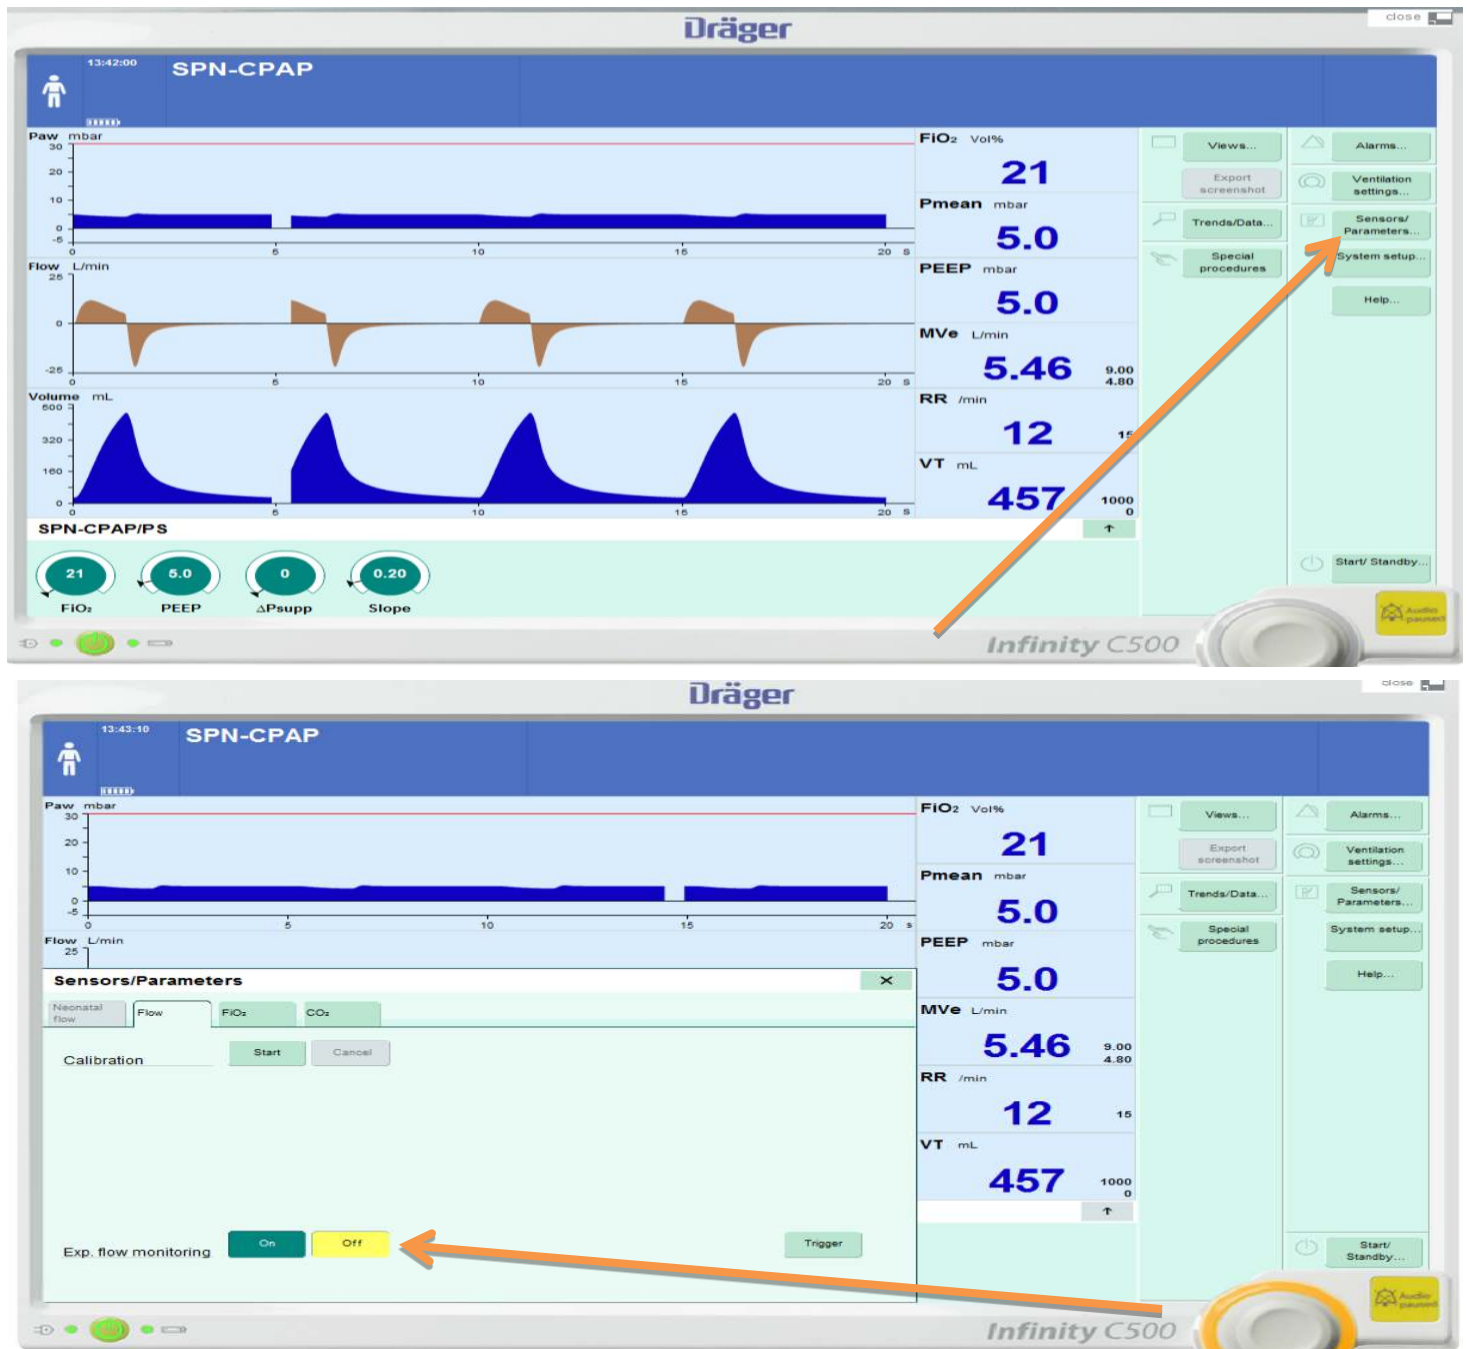 close
Dräger
13:42:00
SPN-CPAP
Paw mbar
30
20
10
0
-5
0 5 10 15 20 s
Flow L/min
25
0
-25
0 5 10 15 20 s
Volume mL
600
320
160
0
0 5 10 15 20 s
FiO₂ Vol%
21
Pmean mbar
5.0
PEEP mbar
5.0
MVe L/min
5.46
9.00
4.80
RR /min
12
15
VT mL
457
1000
0
Views...
Export
screenshot
Trends/Data...
Special
procedures
Alarms...
Ventilation
settings...
Sensors/
Parameters...
System setup...
Help...
Start/ Standby...
SPN-CPAP/PS
21
5.0
0
0.20
FiO₂
PEEP
ΔPsupp
Slope
Audio
paused
Infinity C500
close
Dräger
13:43:10
SPN-CPAP
Paw mbar
30
20
10
0
-5
0 5 10 15 20 s
Flow L/min
25
Sensors/Parameters
Neonatal
flow
Flow
FiO₂
CO₂
Calibration
Start
Cancel
Exp. flow monitoring
On
Off
Trigger
FiO₂ Vol%
21
Pmean mbar
5.0
PEEP mbar
5.0
MVe L/min
5.46
9.00
4.80
RR /min
12
15
VT mL
457
1000
0
Views...
Export
screenshot
Trends/Data...
Special
procedures
Alarms...
Ventilation
settings...
Sensors/
Parameters...
System setup...
Help...
Start/
Standby...
Audio
paused
Infinity C500